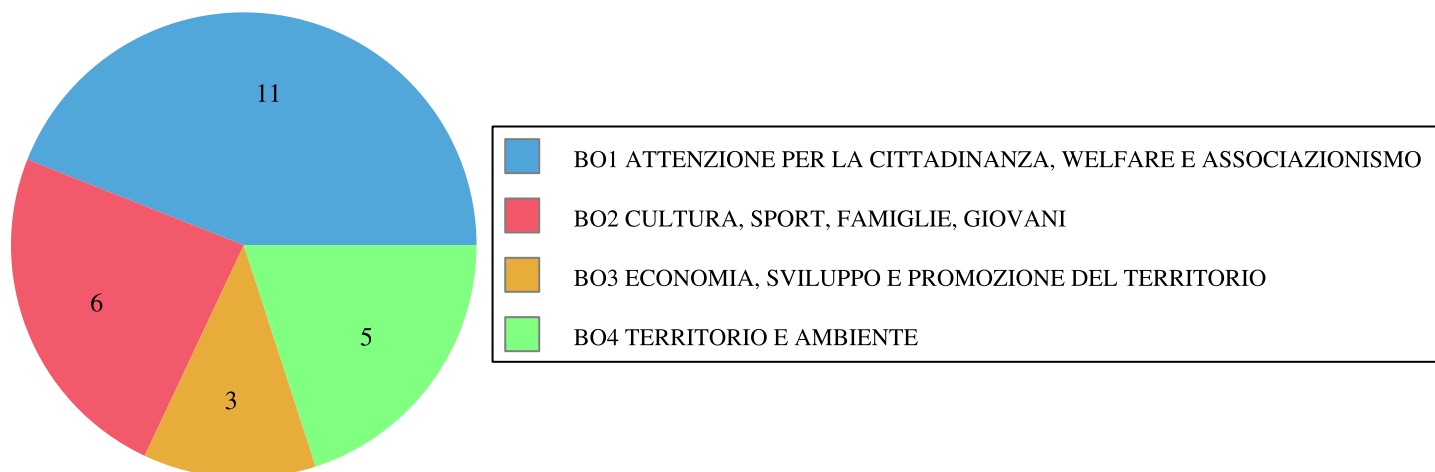 11
6
5
3
BO1 ATTENZIONE PER LA CITTADINANZA, WELFARE E ASSOCIAZIONISMO
BO2 CULTURA, SPORT, FAMIGLIE, GIOVANI
BO3 ECONOMIA, SVILUPPO E PROMOZIONE DEL TERRITORIO
BO4 TERRITORIO E AMBIENTE